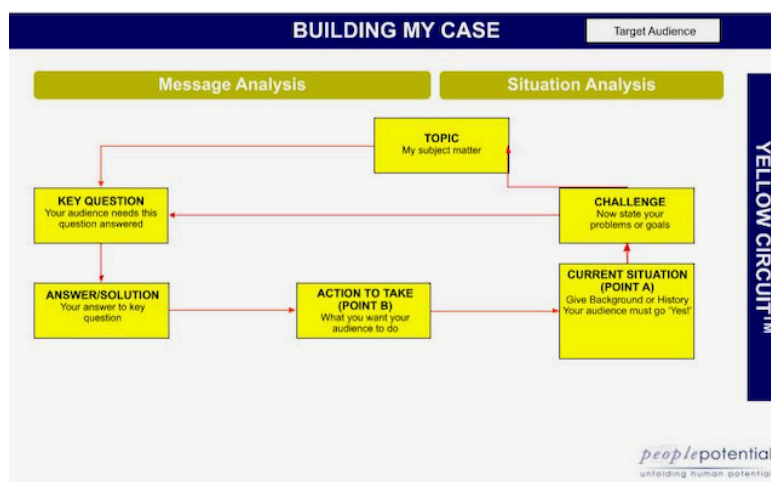 BUILDING MY CASE
Target Audience
Message Analysis
Situation Analysis
TOPIC
My subject matter
KEY QUESTION
Your audience needs this
question answered
CHALLENGE
Now state your
problems or goals
ANSWER/SOLUTION
Your answer to key
question
ACTION TO TAKE
(POINT B)
What you want your
audience to do
CURRENT SITUATION
(POINT A)
Give Background or History
Your audience must go 'Yes!'
YELLOW CIRCUIT™
peoplepotential
unfolding human potential